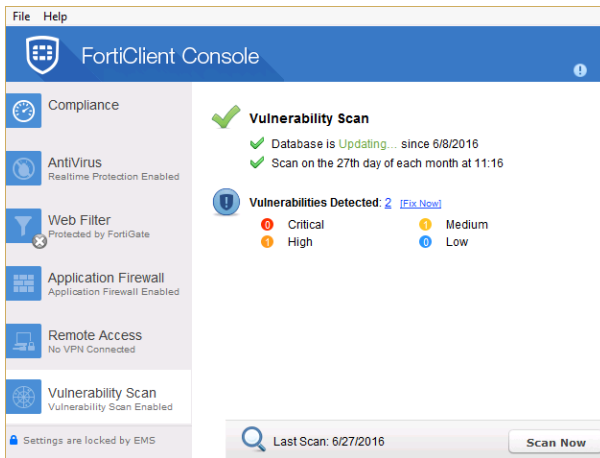 File Help
FortiClient Console
Compliance
AntiVirus
Realtime Protection Enabled
Web Filter
Protected by FortiGate
Application Firewall
Application Firewall Enabled
Remote Access
No VPN Connected
Vulnerability Scan
Vulnerability Scan Enabled
Settings are locked by EMS
Vulnerability Scan
Database is Updating... since 6/8/2016
Scan on the 27th day of each month at 11:16
Vulnerabilities Detected: 2 [Fix Now]
0 Critical 1 Medium
1 High 0 Low
Last Scan: 6/27/2016 Scan Now